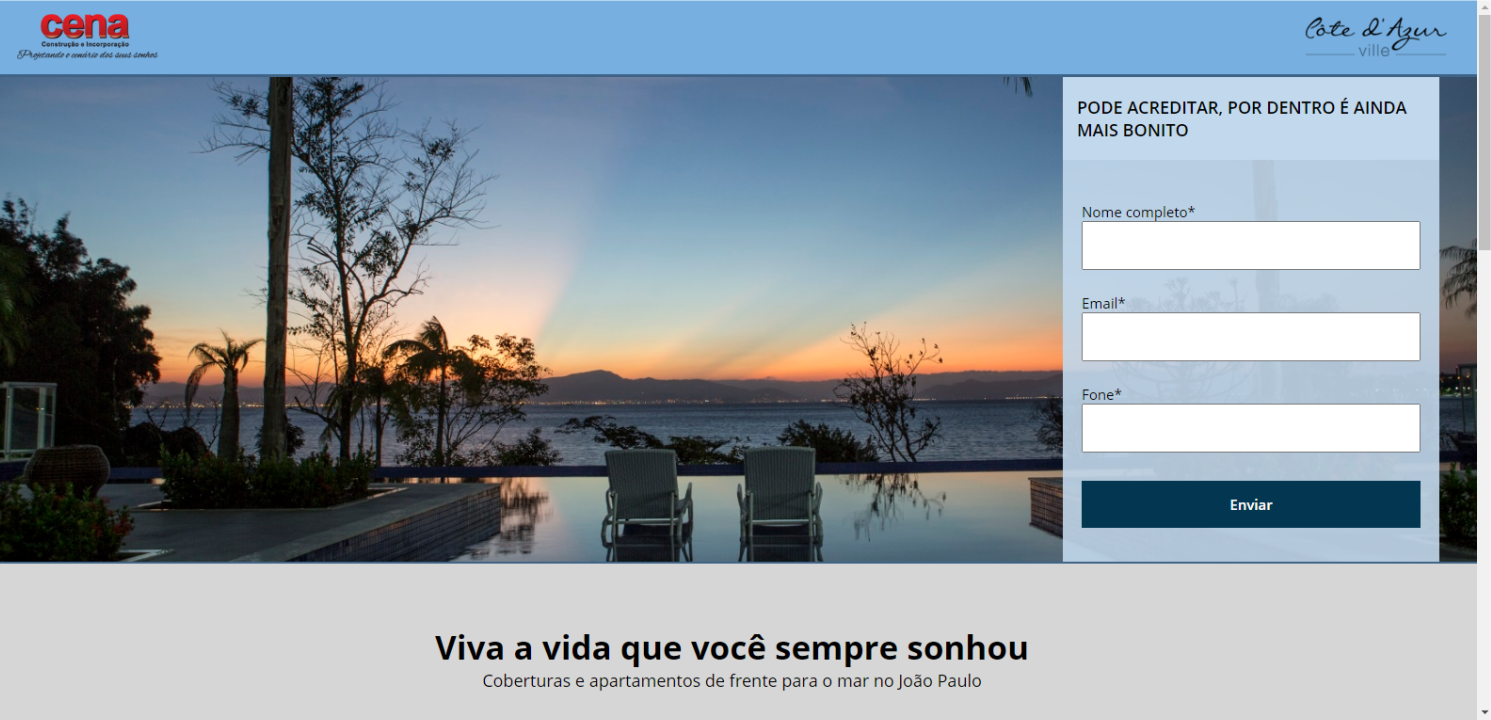 cena
Construção e Incorporação
Projetando o cenário dos seus sonhos
Côte d'Azur
ville
PODE ACREDITAR, POR DENTRO É AINDA
MAIS BONITO
Nome completo*
Email*
Fone*
Enviar
Viva a vida que você sempre sonhou
Coberturas e apartamentos de frente para o mar no João Paulo